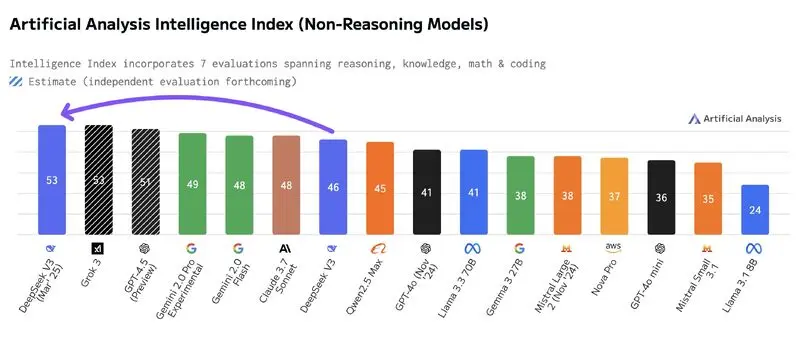 Artificial Analysis Intelligence Index (Non-Reasoning Models)
Intelligence Index incorporates 7 evaluations spanning reasoning, knowledge, math & coding
Estimate (independent evaluation forthcoming)
Artificial Analysis
53
53
51
49
48
48
46
45
41
41
38
38
37
36
35
24
xI
AI
aws
DeepSeek V3
(Mar' 25)
Grok 3
GPT-4.5
(Preview)
Gemini 2.0 Pro
Experimental
Gemini 2.0
Flash
Claude 3.7
Sonnet
DeepSeek V3
Qwen2.5 Max
GPT-4o (Nov
'24)
Llama 3.3 70B
Gemma 3 27B
Mistral Large
2 (Nov '24)
Nova Pro
GPT-4o mini
Mistral Small
3.1
Llama 3.1 8B